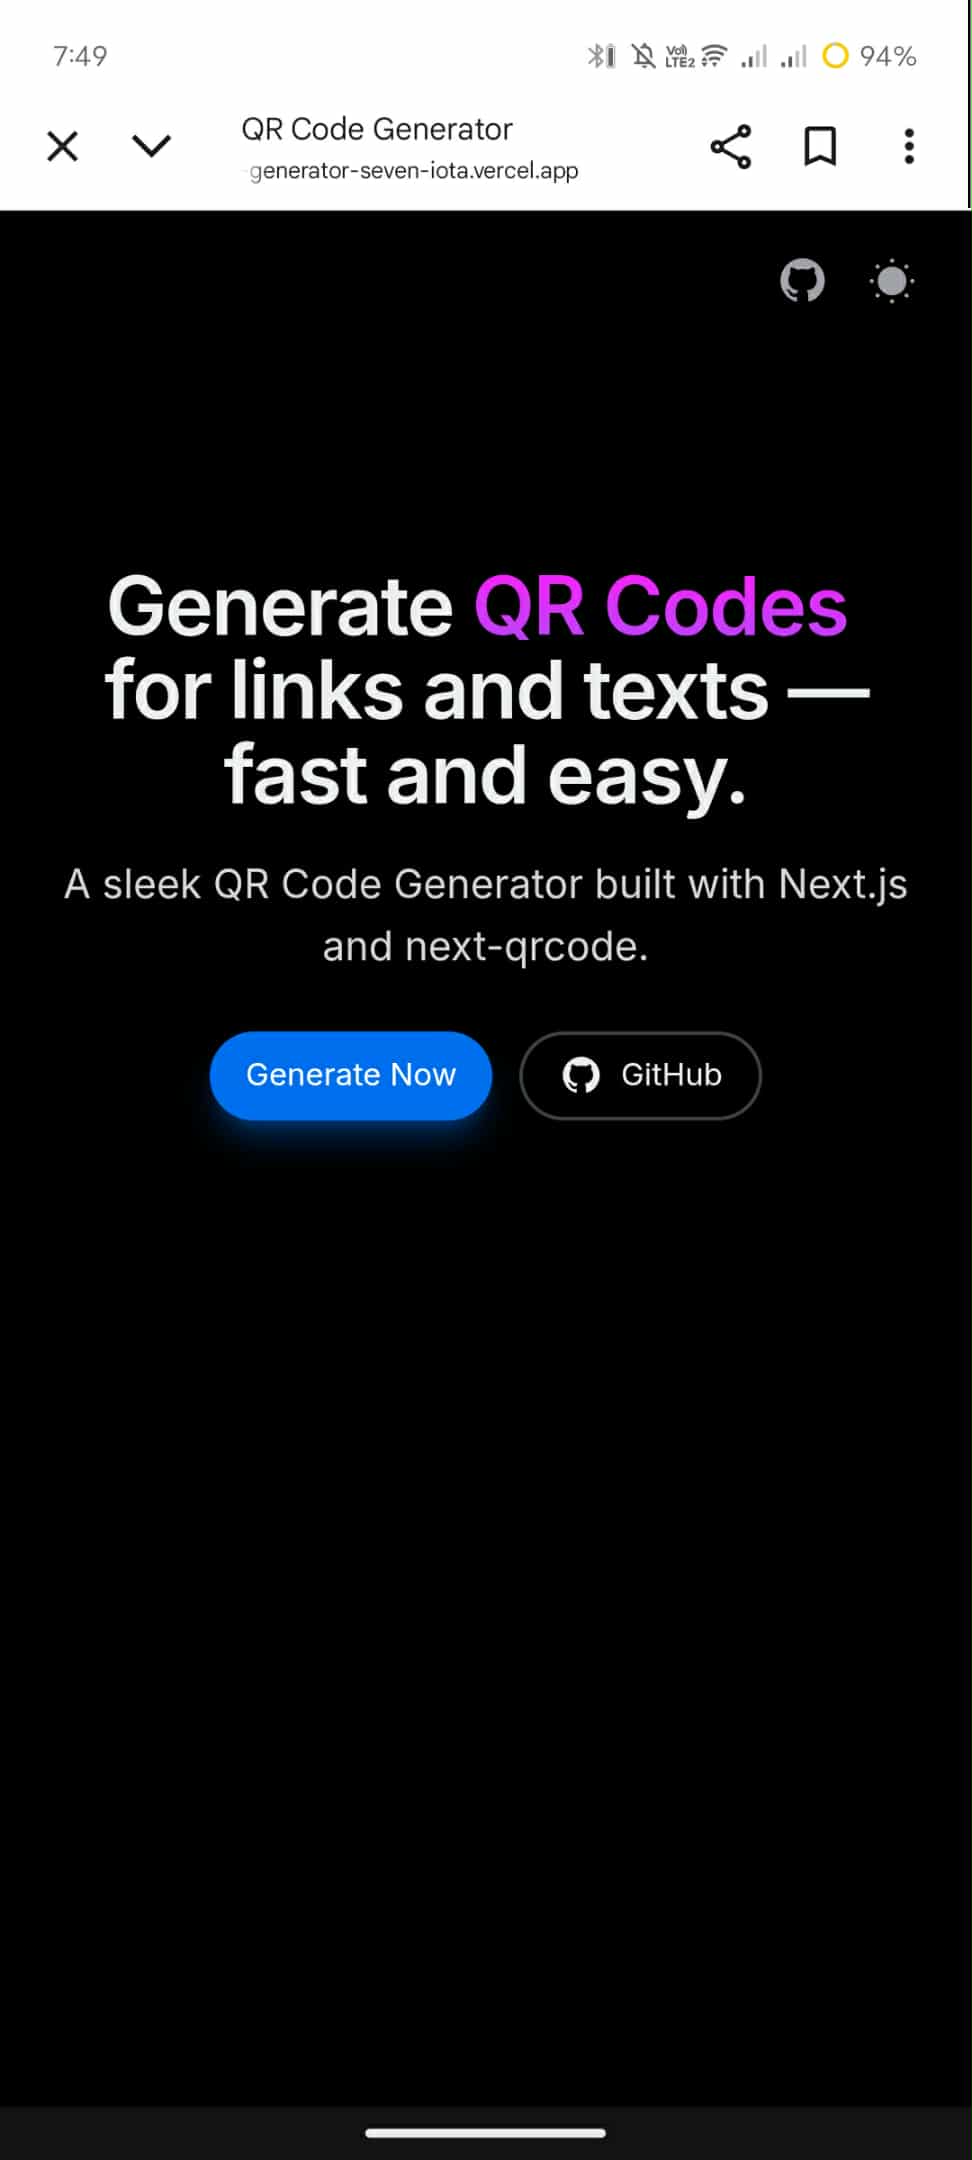 7:49
Vo) LTE2 94%
QR Code Generator
-generator-seven-iota.vercel.app
Generate QR Codes
for links and texts —
fast and easy.
A sleek QR Code Generator built with Next.js
and next-qrcode.
Generate Now
GitHub